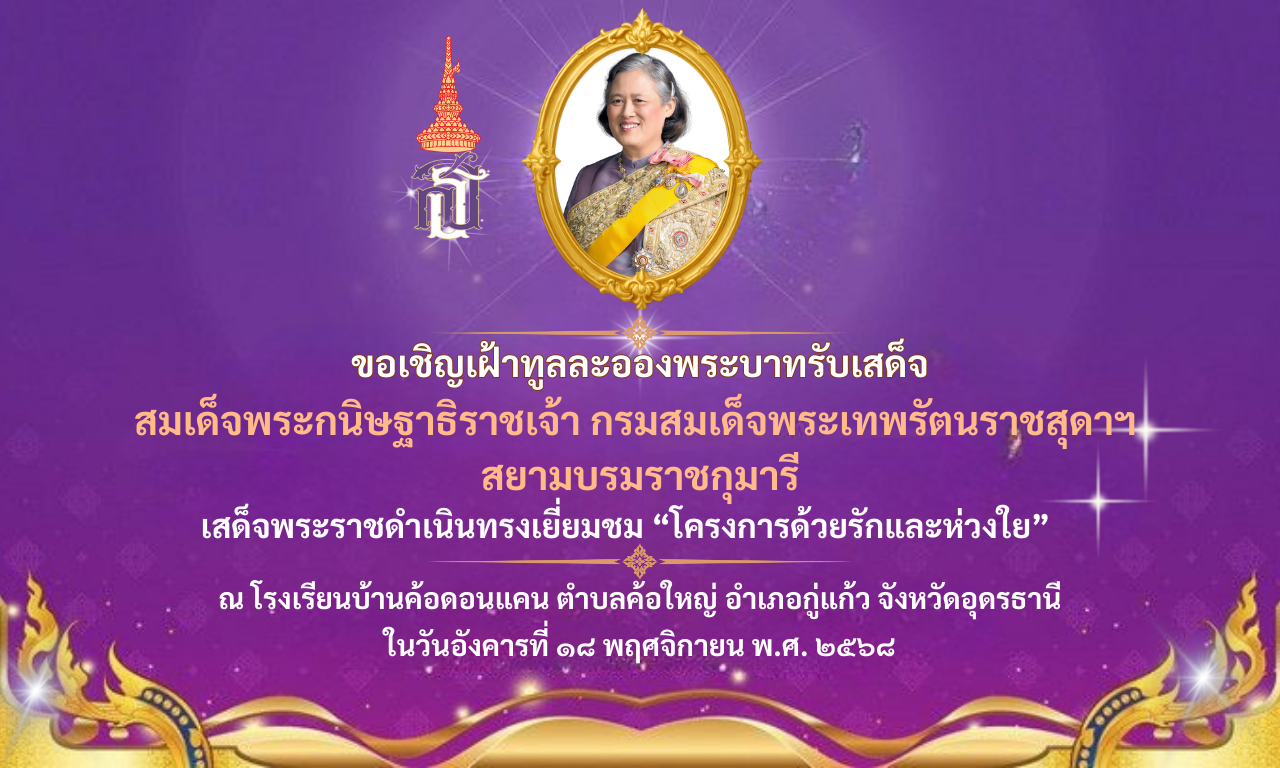 ขอเชิญเฝ้าทูลละอองพระบาทรับเสด็จ
สมเด็จพระกนิษฐาธิราชเจ้า กรมสมเด็จพระเทพรัตนราชสุดาฯ
สยามบรมราชกุมารี
เสด็จพระราชดำเนินทรงเยี่ยมชม “โครงการด้วยรักและห่วงใย”
ณ โรงเรียนบ้านค้อดอนแคน ตำบลค้อใหญ่ อำเภอกู่แก้ว จังหวัดอุดรธานี
ในวันอังคารที่ ๑๘ พฤศจิกายน พ.ศ. ๒๕๖๘